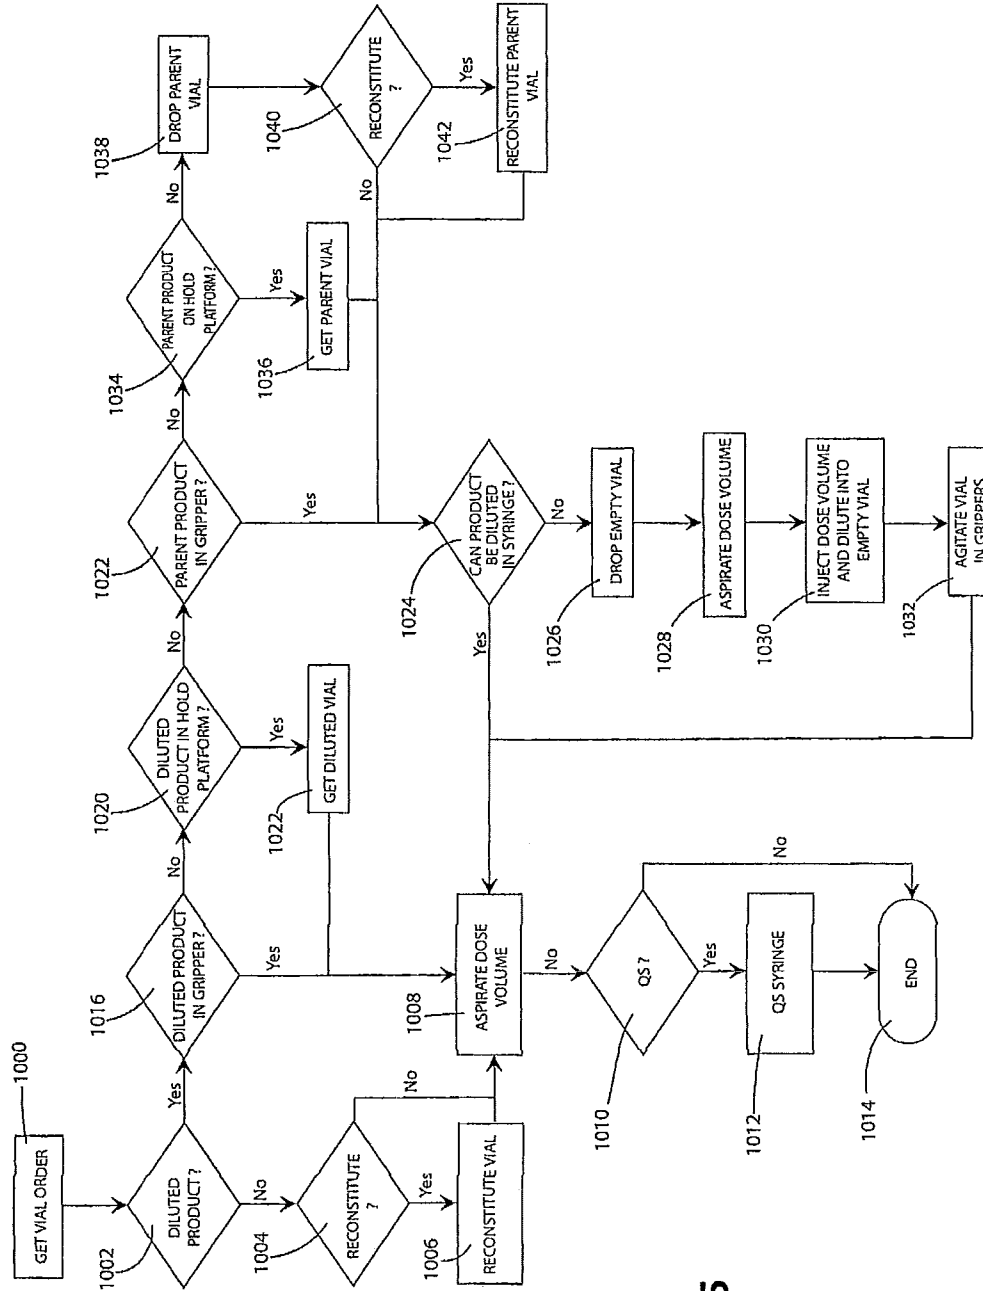 1000
GET VIAL ORDER
1002
DILUTED
PRODUCT ?
Yes
No
1004
RECONSTITUTE
?
No
Yes
1006
RECONSTITUTE VIAL
1016
DILUTED PRODUCT
IN GRIPPER ?
No
Yes
1020
DILUTED
PRODUCT IN HOLD
PLATFORM ?
No
Yes
1022
GET DILUTED VIAL
1008
ASPIRATE DOSE
VOLUME
No
1010
QS ?
No
Yes
1012
QS SYRINGE
1014
END
1022
PARENT PRODUCT
IN GRIPPER ?
No
Yes
1034
PARENT PRODUCT
ON HOLD
PLATFORM ?
No
Yes
1036
GET PARENT VIAL
1038
DROP PARENT
VIAL
1040
RECONSTITUTE
?
No
Yes
1042
RECONSTITUTE PARENT
VIAL
1024
CAN PRODUCT
BE DILUTED
IN SYRINGE ?
Yes
No
1026
DROP EMPTY VIAL
1028
ASPIRATE DOSE VOLUME
1030
INJECT DOSE VOLUME
AND DILUTE INTO
EMPTY VIAL
1032
AGITATE VIAL
IN GRIPPERS